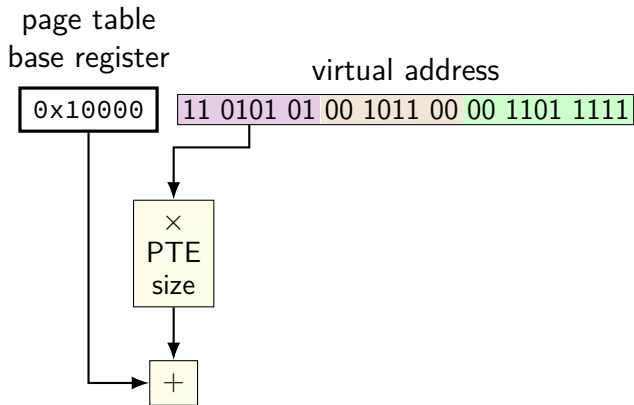 page table
base register
virtual address
0x10000
11 0101 01 00 1011 00 00 1101 1111
×
PTE
size
+